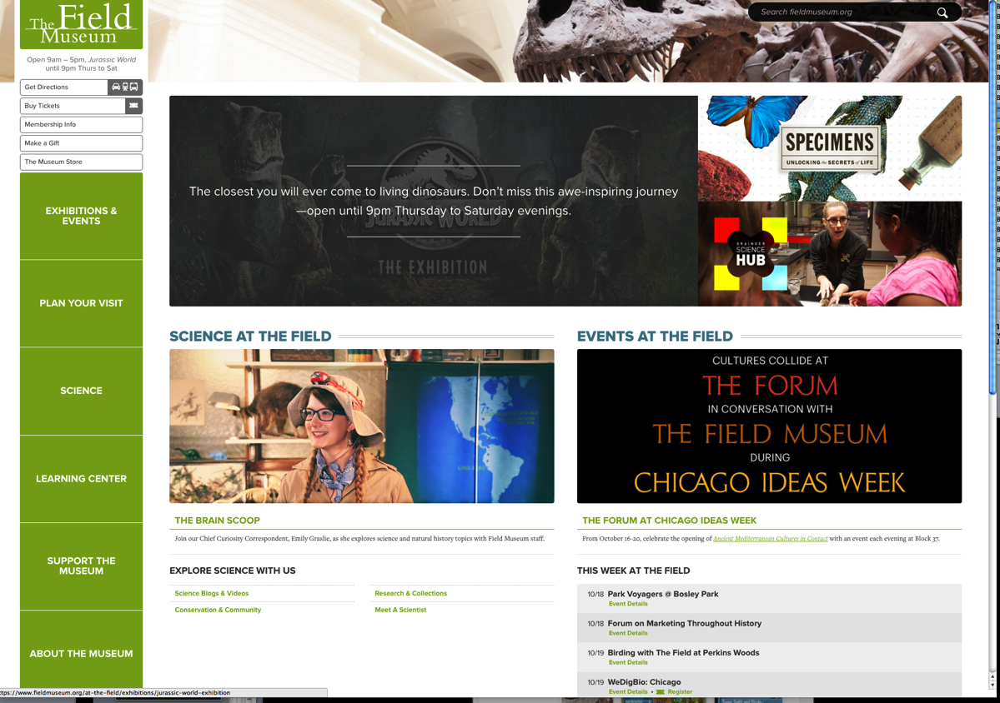 The Field
Museum
Search fieldmuseum.org
Open 9am – 5pm, Jurassic World
until 9pm Thurs to Sat
Get Directions
Buy Tickets
Membership Info
Make a Gift
The Museum Store
EXHIBITIONS &
EVENTS
PLAN YOUR VISIT
SCIENCE
LEARNING CENTER
SUPPORT THE
MUSEUM
ABOUT THE MUSEUM
The closest you will ever come to living dinosaurs. Don't miss this awe-inspiring journey
—open until 9pm Thursday to Saturday evenings.
JURASSIC WORLD
THE EXHIBITION
SPECIMENS
UNLOCKING the SECRETS of LIFE
GRAINGER
SCIENCE
HUB
SCIENCE AT THE FIELD
THE BRAIN SCOOP
Join our Chief Curiosity Correspondent, Emily Graslie, as she explores science and natural history topics with Field Museum staff.
EXPLORE SCIENCE WITH US
Science Blogs & Videos
Research & Collections
Conservation & Community
Meet A Scientist
EVENTS AT THE FIELD
CULTURES COLLIDE AT
THE FORUM
IN CONVERSATION WITH
THE FIELD MUSEUM
DURING
CHICAGO IDEAS WEEK
THE FORUM AT CHICAGO IDEAS WEEK
From October 16-20, celebrate the opening of Ancient Mediterranean Cultures in Contact with an event each evening at Block 37.
THIS WEEK AT THE FIELD
10/18 Park Voyagers @ Bosley Park
Event Details
10/18 Forum on Marketing Throughout History
Event Details
10/19 Birding with The Field at Perkins Woods
Event Details
10/19 WeDigBio: Chicago
Event Details • Register
ttps://www.fieldmuseum.org/at-the-field/exhibitions/jurassic-world-exhibition